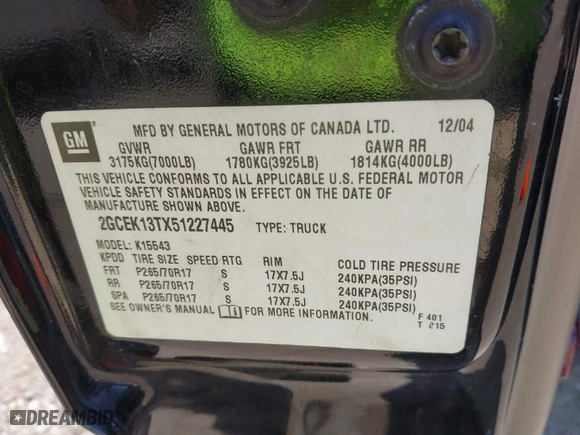 GM
MFD BY GENERAL MOTORS OF CANADA LTD. 12/04
GVWR GAWR FRT GAWR RR
3175KG(7000LB) 1780KG(3925LB) 1814KG(4000LB)
THIS VEHICLE CONFORMS TO ALL APPLICABLE U.S. FEDERAL MOTOR
VEHICLE SAFETY STANDARDS IN EFFECT ON THE DATE OF
MANUFACTURE SHOWN ABOVE.
2GCEK13TX51227445 TYPE: TRUCK
MODEL: K15543
KPDD TIRE SIZE SPEED RTG RIM COLD TIRE PRESSURE
FRT P265/70R17 S 17X7.5J 240KPA(35PSI)
RR P265/70R17 S 17X7.5J 240KPA(35PSI)
SPA P265/70R17 S 17X7.5J 240KPA(35PSI)
SEE OWNER'S MANUAL FOR MORE INFORMATION.
F 401
T 015
DREAMBID